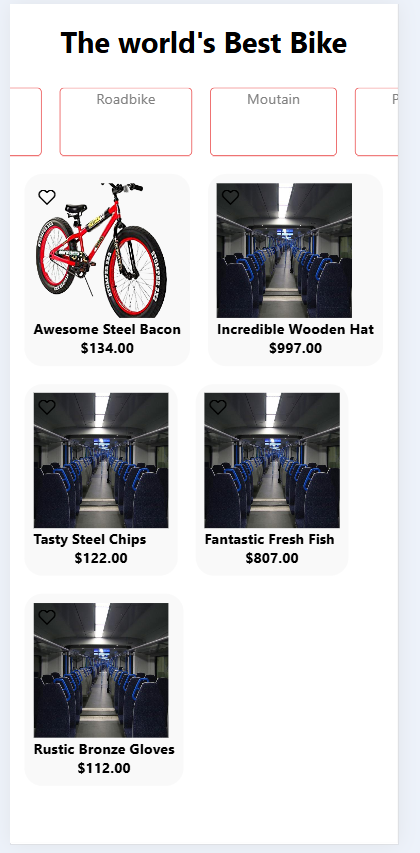 The world's Best Bike
Roadbike
Moutain
P
Awesome Steel Bacon
$134.00
Incredible Wooden Hat
$997.00
Tasty Steel Chips
$122.00
Fantastic Fresh Fish
$807.00
Rustic Bronze Gloves
$112.00